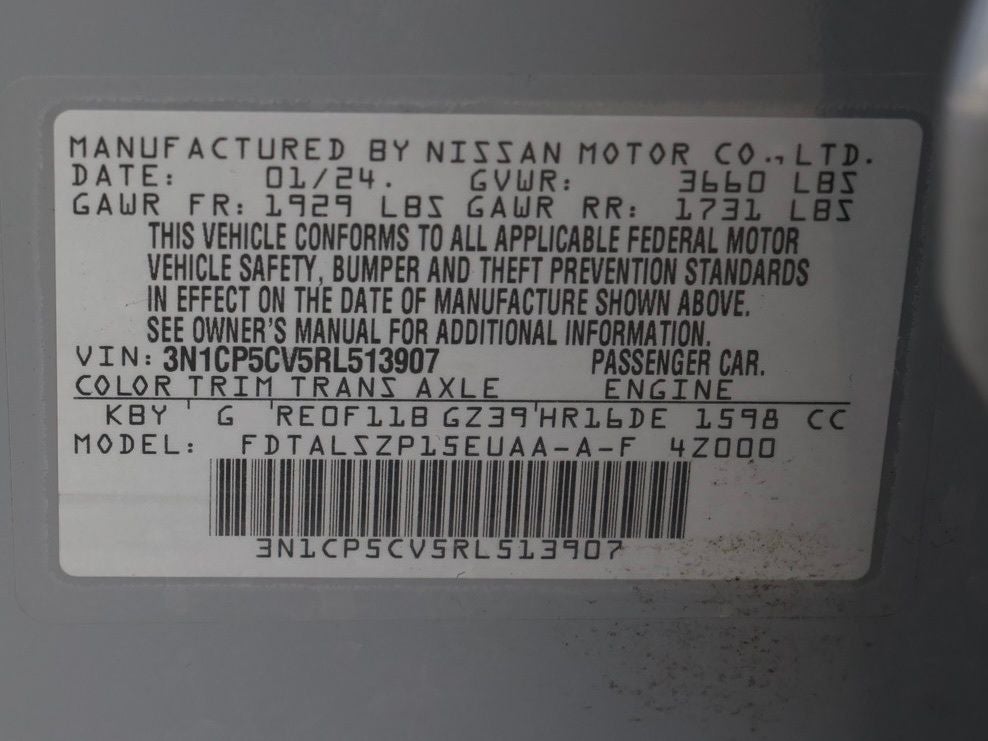 MANUFACTURED BY NISSAN MOTOR CO., LTD.
DATE: 01/24. GVWR: 3660 LBS
GAWR FR: 1929 LBS GAWR RR: 1731 LBS
THIS VEHICLE CONFORMS TO ALL APPLICABLE FEDERAL MOTOR
VEHICLE SAFETY, BUMPER AND THEFT PREVENTION STANDARDS
IN EFFECT ON THE DATE OF MANUFACTURE SHOWN ABOVE.
SEE OWNER'S MANUAL FOR ADDITIONAL INFORMATION.
VIN: 3N1CP5CV5RL513907 PASSENGER CAR.
COLOR TRIM TRANS AXLE ENGINE
KBY ' G ' RE0F11B GZ39 ' HR16DE 1598 CC
MODEL: FDTALSZP15EUAA-A-F 4Z000
3N1CP5CV5RL513907